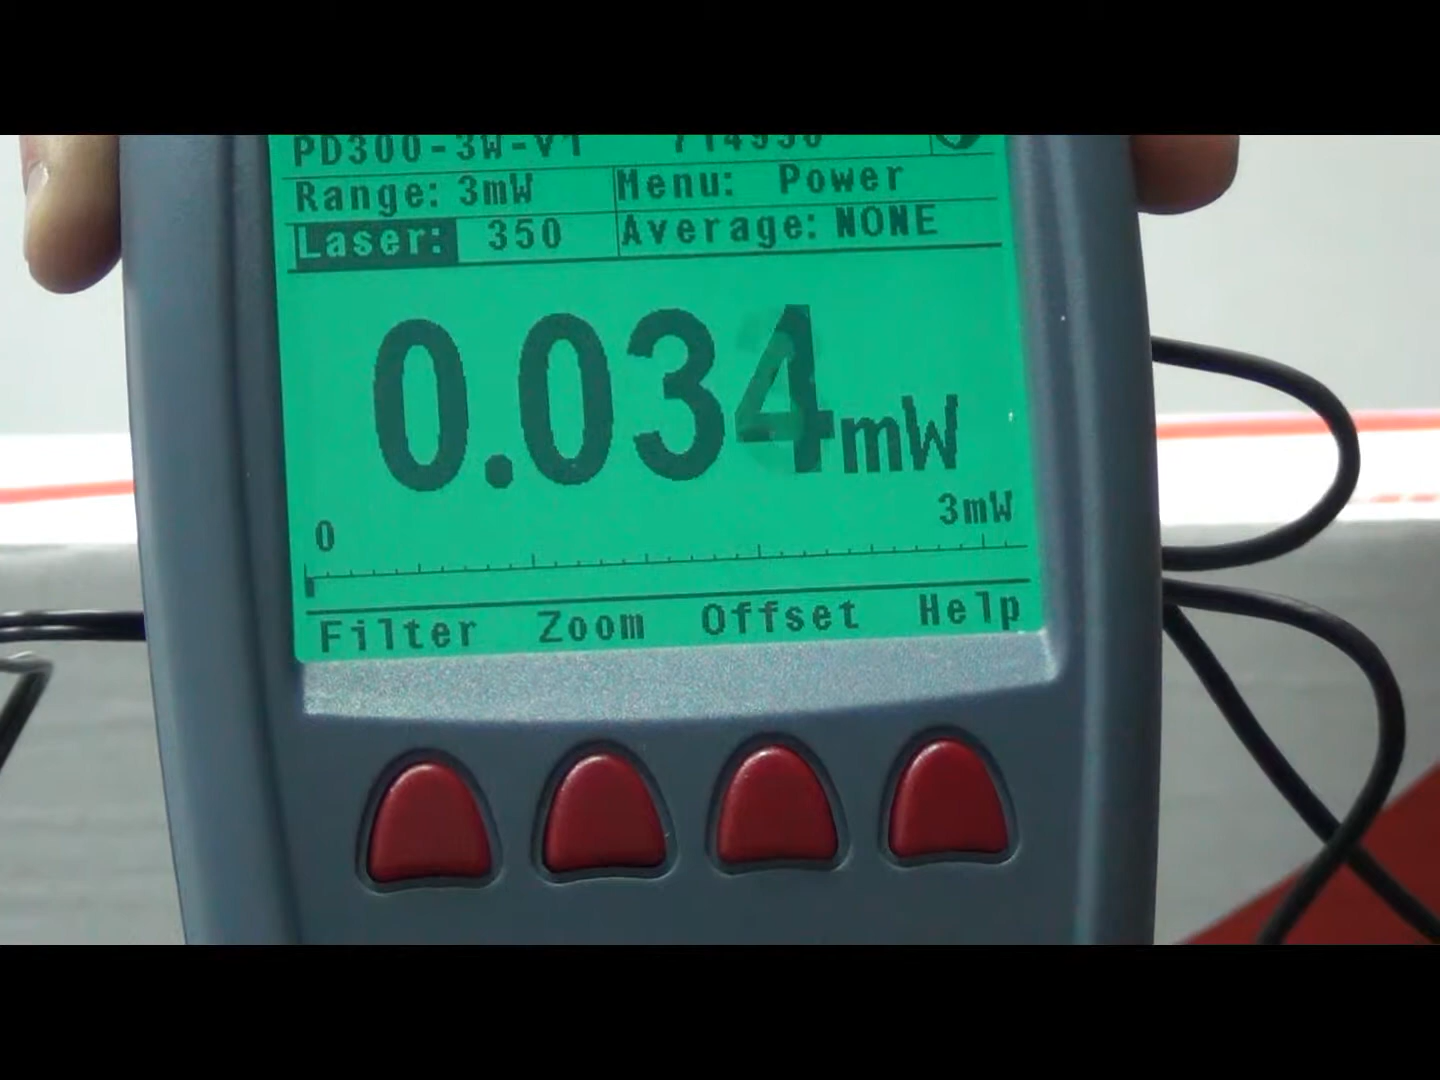 PD300-3W-V1
Range: 3mW Menu: Power
Laser: 350 Average: NONE
0.034mW
0 3mW
Filter Zoom Offset Help